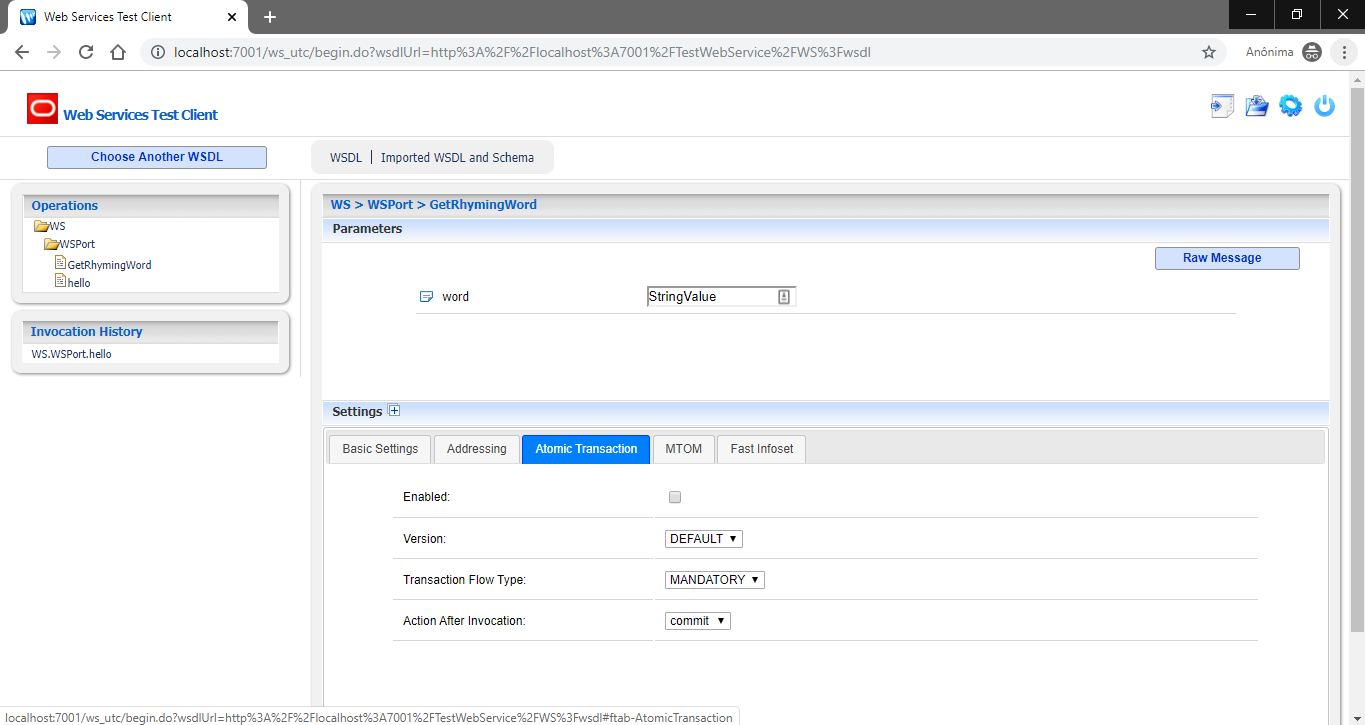 Web Services Test Client
localhost:7001/ws_utc/begin.do?wsdlUrl=http%3A%2F%2Flocalhost%3A7001%2FTestWebService%2FWS%3Fwsdl
Anônima
Web Services Test Client
Choose Another WSDL
WSDL | Imported WSDL and Schema
Operations
WS
WSPort
GetRhymingWord
hello
Invocation History
WS.WSPort.hello
WS > WSPort > GetRhymingWord
Parameters
Raw Message
word StringValue
Settings
Basic Settings Addressing Atomic Transaction MTOM Fast Infoset
Enabled:
Version: DEFAULT
Transaction Flow Type: MANDATORY
Action After Invocation: commit
localhost:7001/ws_utc/begin.do?wsdlUrl=http%3A%2F%2Flocalhost%3A7001%2FTestWebService%2FWS%3Fwsdl#ftab-AtomicTransaction